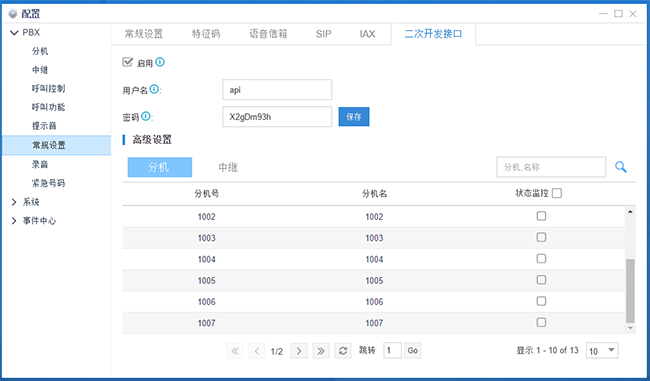 配置
PBX
分机
中继
呼叫控制
呼叫功能
提示音
常规设置
录音
紧急号码
系统
事件中心
常规设置 特征码 语音信箱 SIP IAX 二次开发接口
启用
用户名: api
密码: X2gDm93h 保存
高级设置
分机 中继 分机,名称
分机号 分机名 状态监控
1002 1002
1003 1003
1004 1004
1005 1005
1006 1006
1007 1007
1/2 跳转 1 Go 显示 1 - 10 of 13 10